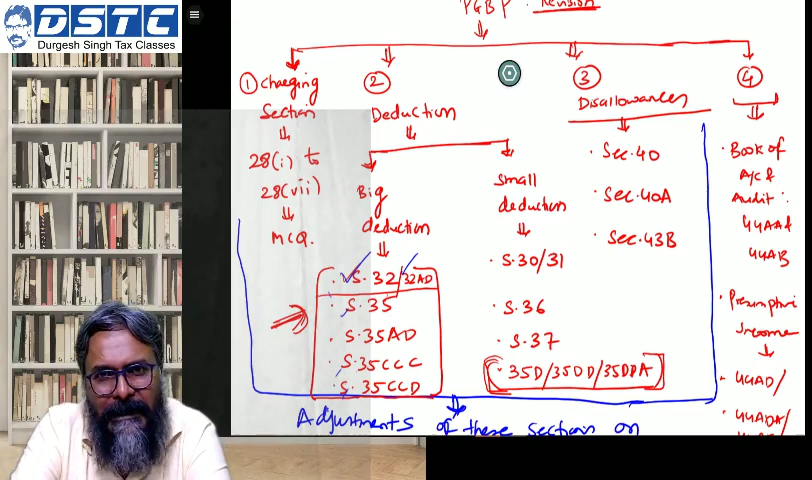 DSTC
Durgesh Singh Tax Classes
PGBP. Revision
① Charging
Section
28(i) to
28(vii)
MCQ.
②
Deduction
Big
deduction
S.32/32AD
S.35
S.35AD
S.35CCC
S.35CCD
Small
deduction
S.30/31
S.36
S.37
35D/35DD/35DDA
③
Disallowances
Sec.40
Sec.40A
Sec.43B
④
Book of
A/c &
Audit
44AA &
44AB
Presumptive
Income
44AD/
44ADA/
Adjustments of these section on